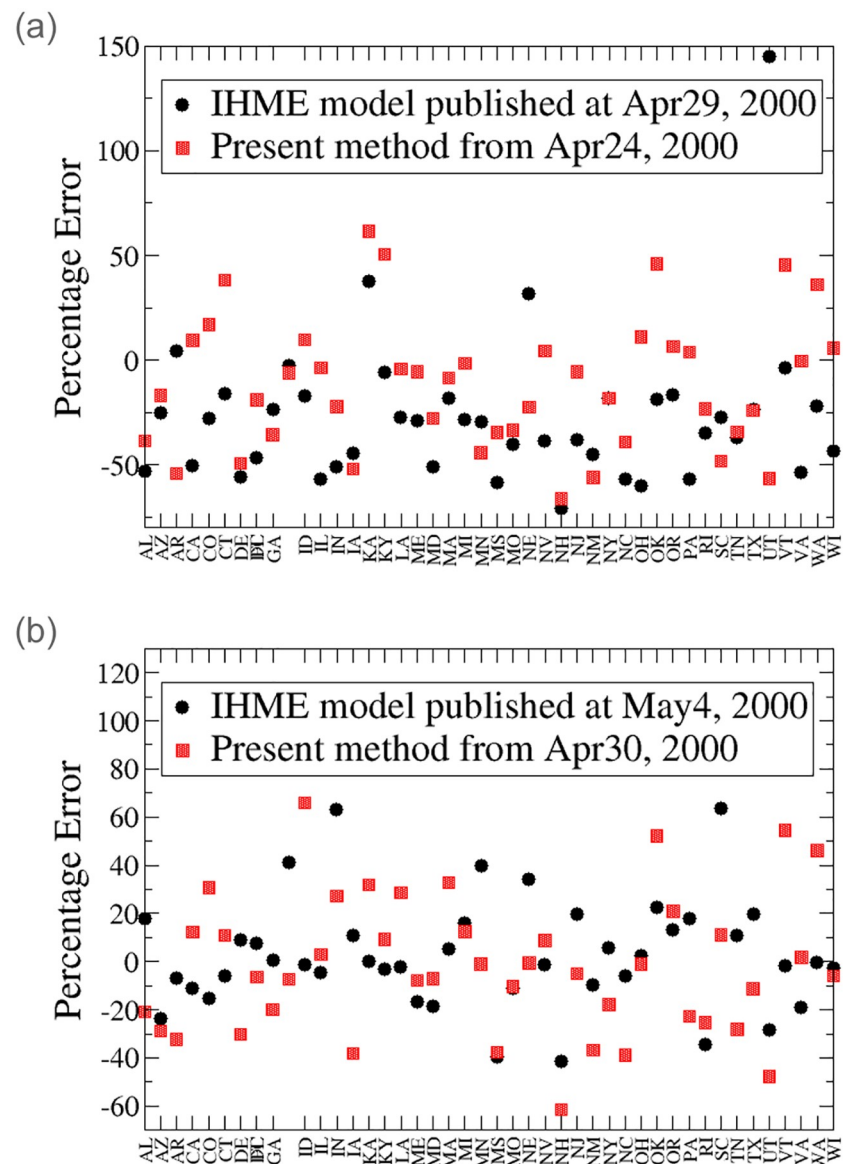 (a)
150
IHME model published at Apr29, 2000
Present method from Apr24, 2000
100
50
0
-50
Percentage Error
AL AZ AR CA CO CT DE DC GA ID IL IN IA KA KY LA ME MD MA MI MN MS MO NE NV NH NJ NM NY NC OH OK OR PA RI SC TN TX UT VT VA WA WI
(b)
120
IHME model published at May4, 2000
Present method from Apr30, 2000
100
80
60
40
20
0
-20
-40
-60
Percentage Error
AL AZ AR CA CO CT DE DC GA ID IL IN IA KA KY LA ME MD MA MI MN MS MO NE NV NH NJ NM NY NC OH OK OR PA RI SC TN TX UT VT VA WA WI